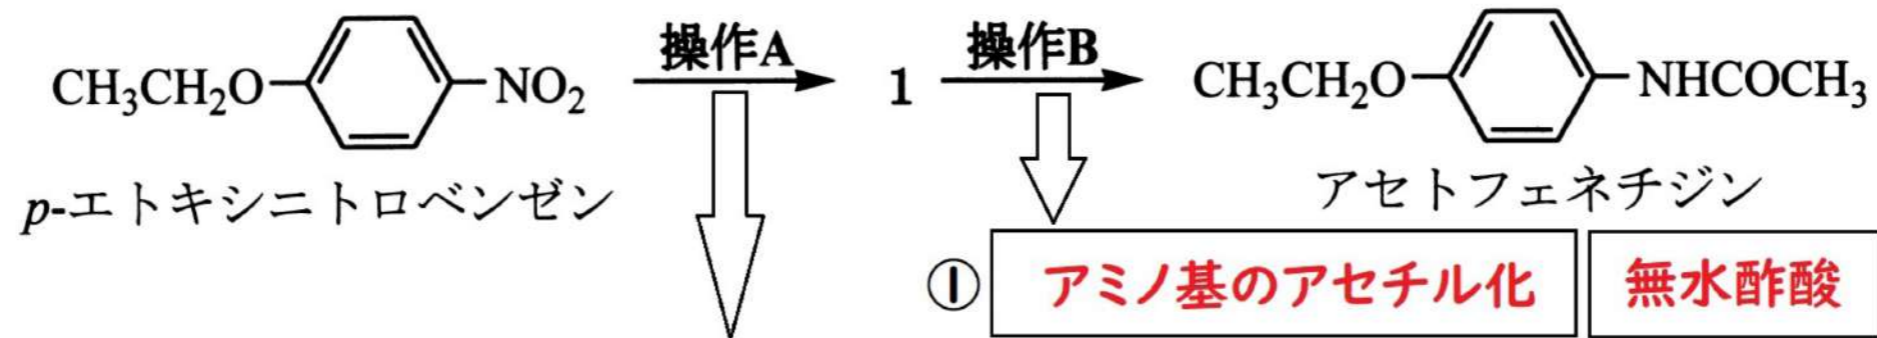 操作A 操作B
CH₃CH₂O NO₂ 1 CH₃CH₂O NHCOCH₃
p-エトキシニトロベンゼン アセトフェネチジン
① アミノ基のアセチル化 無水酢酸